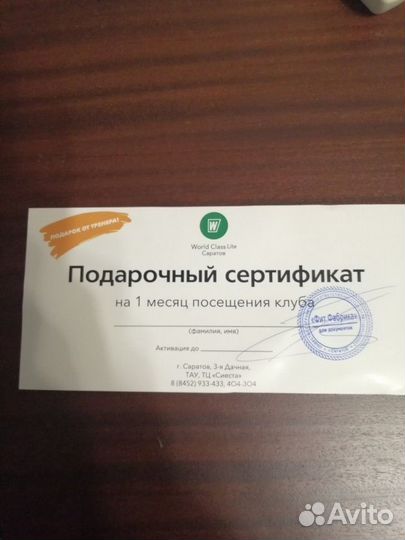 ПОДАРОК ОТ ТРЕНЕРА!
W
World Class Lite
Саратов
Подарочный сертификат
на 1 месяц посещения клуба
(фамилия, имя)
Активация до
«Фит Фабрика»
для документов
г. Саратов, 3-я Дачная,
ТАУ, ТЦ «Сиеста»
8 (8452) 933-433, 404-304
Avito